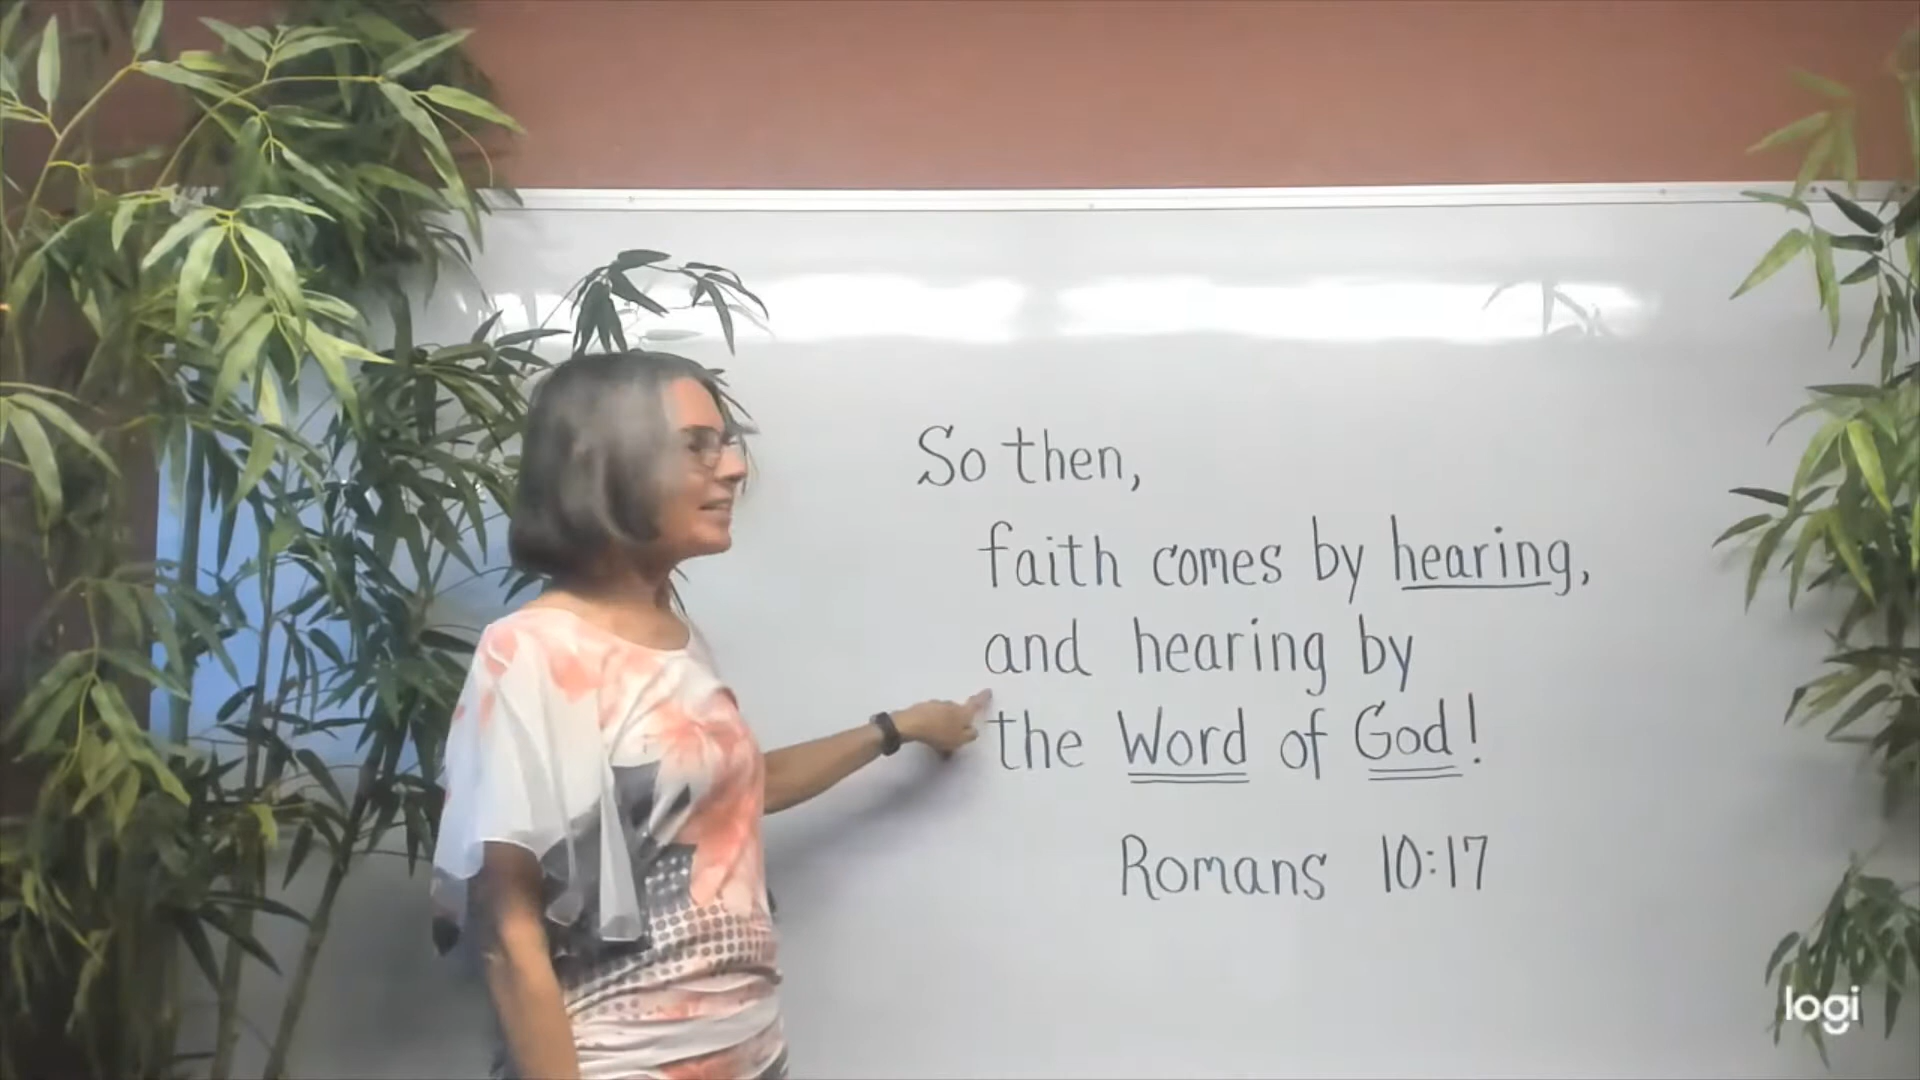 So then,
faith comes by hearing,
and hearing by
the Word of God!
Romans 10:17
logi